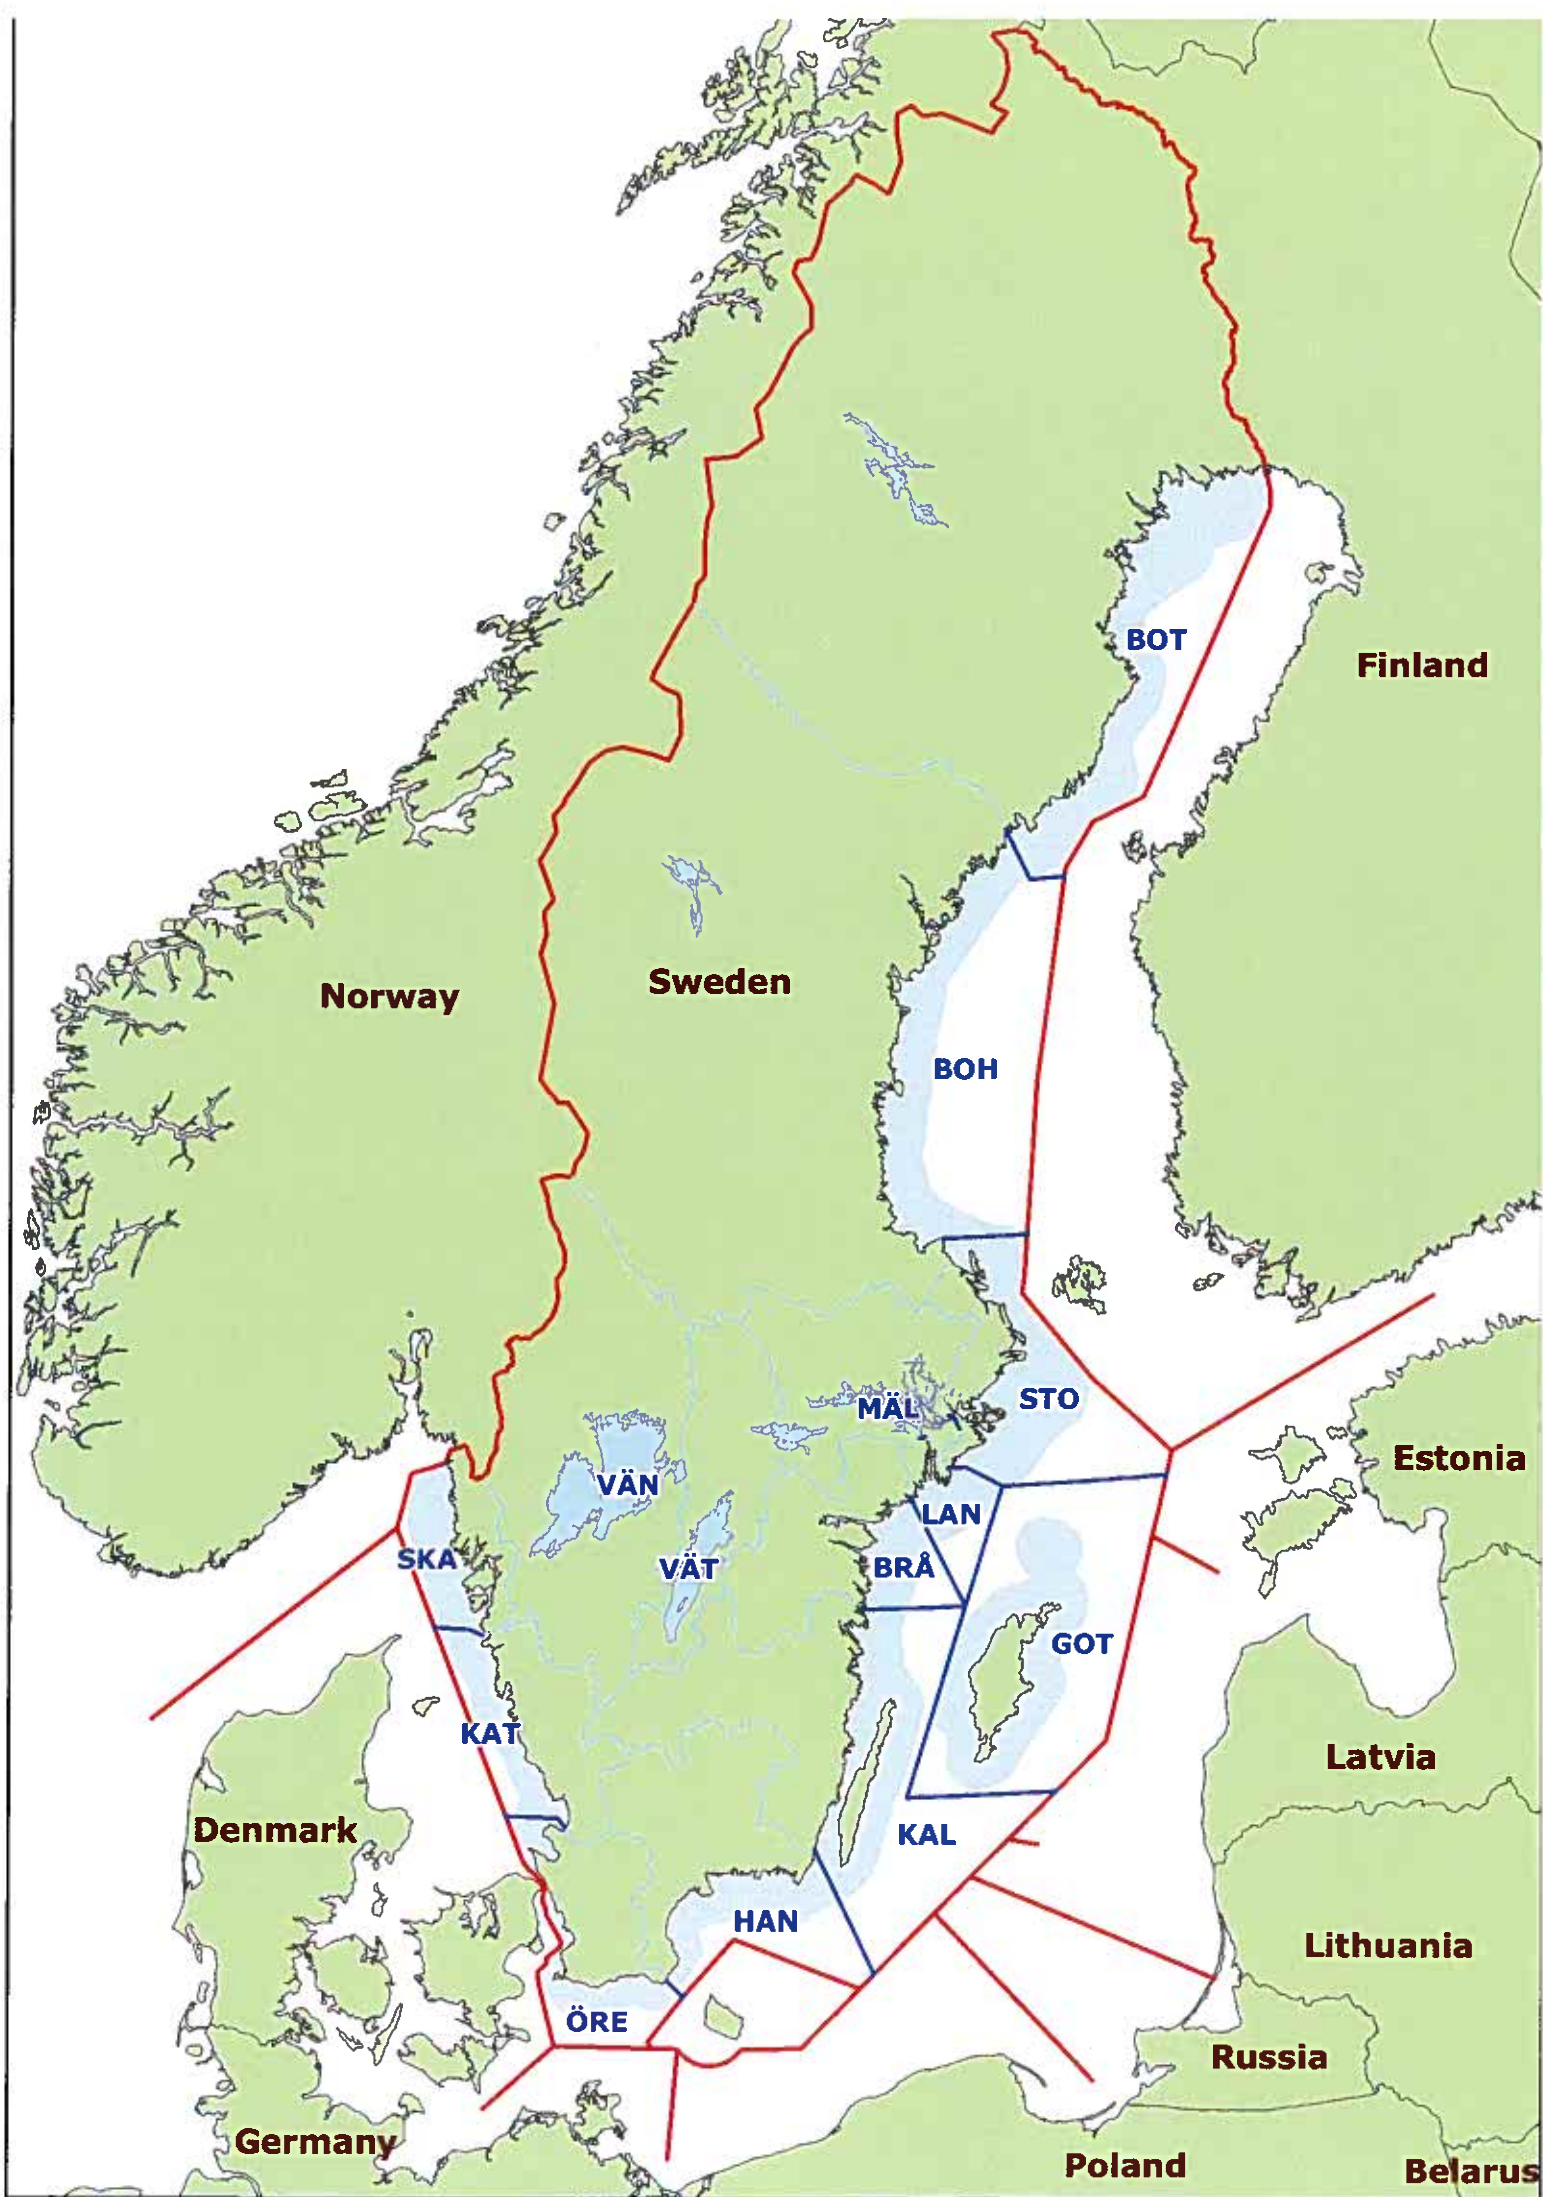 BOT
Finland
Sweden
Norway
BOH
MÄL
STO
Estonia
VÄN
LAN
SKA
VÄT
BRÅ
GOT
KAT
Latvia
Denmark
KAL
HAN
Lithuania
ÖRE
Russia
Germany
Poland
Belarus